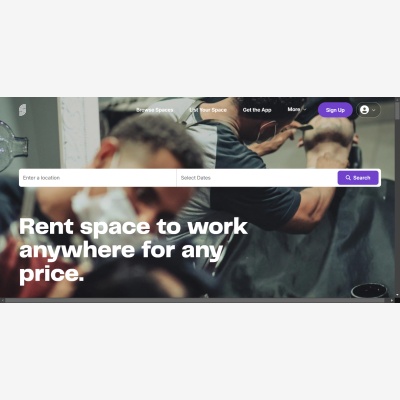 Browse Spaces
List Your Space
Get the App
More
Sign Up
Enter a location
Select Dates
Search
Rent space to work
anywhere for any
price.